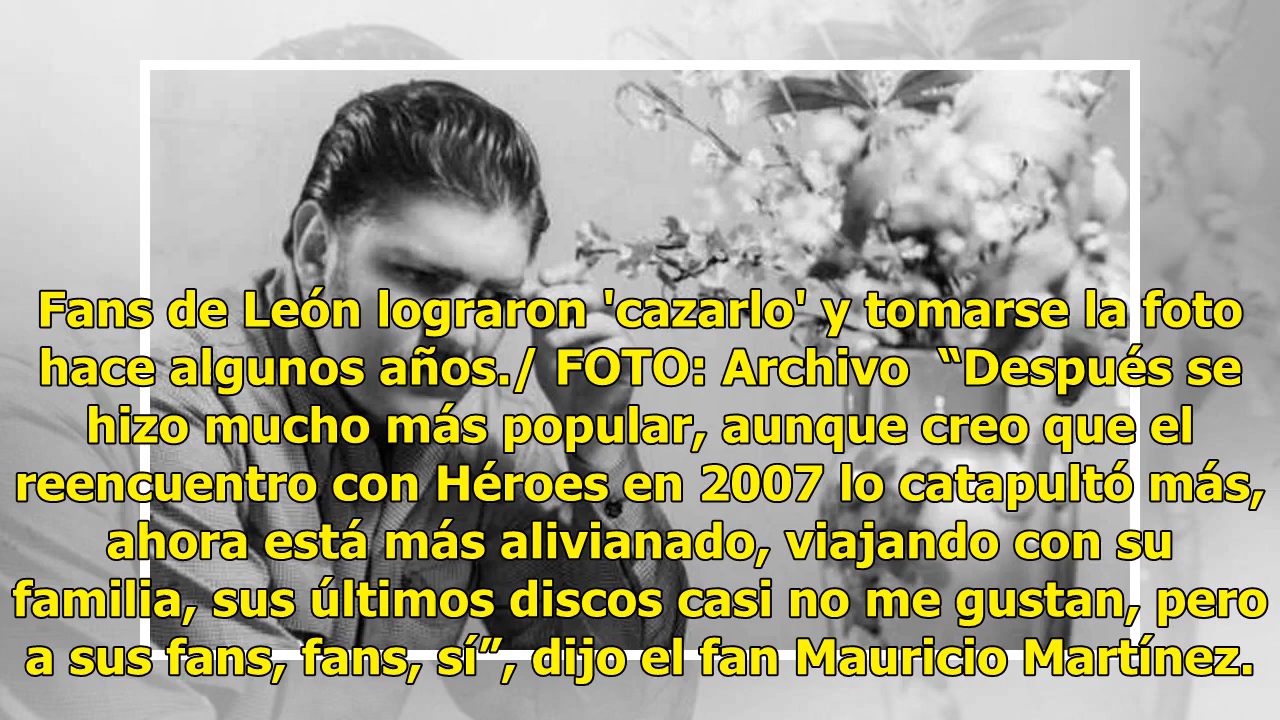 Fans de León lograron 'cazarlo' y tomarse la foto
hace algunos años./ FOTO: Archivo  “Después se
hizo mucho más popular, aunque creo que el
reencuentro con Héroes en 2007 lo catapultó más,
ahora está más alivianado, viajando con su
familia, sus últimos discos casi no me gustan, pero
a sus fans, fans, sí”, dijo el fan Mauricio Martínez.